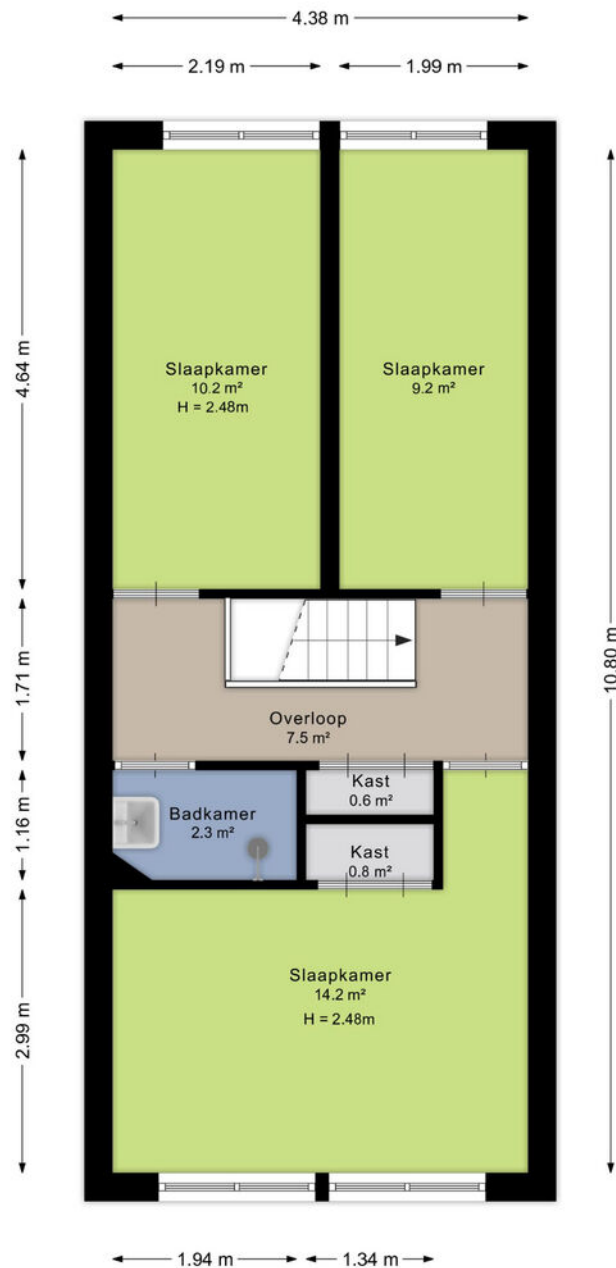 4.38 m
2.19 m
1.99 m
4.64 m
Slaapkamer
10.2 m²
H = 2.48m
Slaapkamer
9.2 m²
10.80 m
1.71 m
Overloop
7.5 m²
1.16 m
Badkamer
2.3 m²
Kast
0.6 m²
Kast
0.8 m²
2.99 m
Slaapkamer
14.2 m²
H = 2.48m
1.94 m
1.34 m